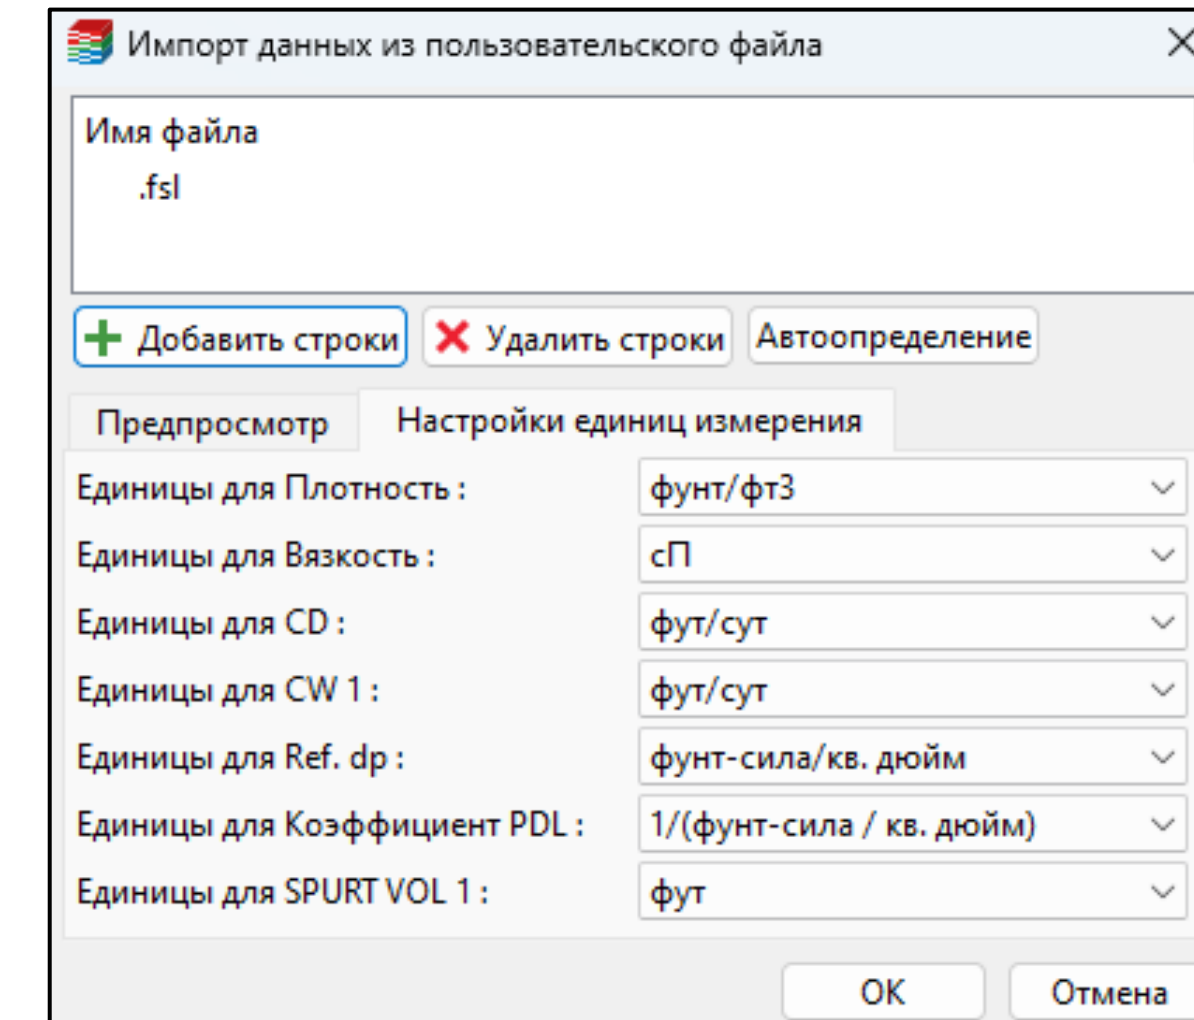 Импорт данных из пользовательского файла
Имя файла
.fsl
Добавить строки Удалить строки Автоопределение
Предпросмотр Настройки единиц измерения
Единицы для Плотность : фунт/фт3
Единицы для Вязкость : сП
Единицы для CD : фут/сут
Единицы для CW 1 : фут/сут
Единицы для Ref. dp : фунт-сила/кв. дюйм
Единицы для Коэффициент PDL : 1/(фунт-сила / кв. дюйм)
Единицы для SPURT VOL 1 : фут
ОК Отмена